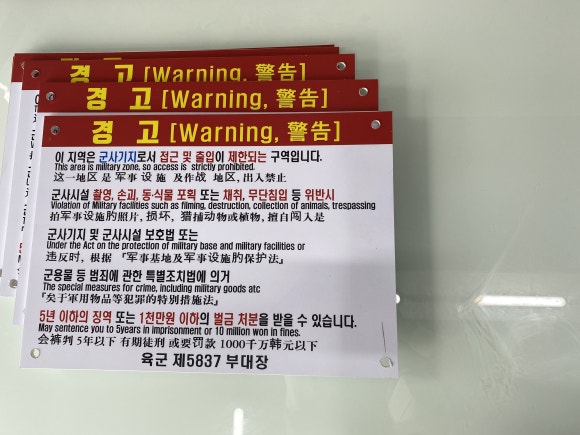 경 고 [Warning, 警告]
경 고 [Warning, 警告]
경 고 [Warning, 警告]
이 지역은 군사기지로서 접근 및 출입이 제한되는 구역입니다.
This area is military zone, so access is strictly prohibited.
这一地区 是 军事 设施 及作战 地区, 出入禁止
군사시설 촬영, 손괴, 동·식물 포획 또는 채취, 무단침입 등 위반시
Violation of Military facilities such as filming, destruction, collection of animals, trespassing
拍军事设施的照片, 损坏, 猎捕动物或植物, 擅自闯入是
군사기지 및 군사시설 보호법 또는
Under the Act on the protection of military base and military facilities or
违反时, 根据 『军事基地及军事设施的保护法』
군용물 등 범죄에 관한 특별조치법에 의거
The special measures for crime, including military goods atc
『关于軍用物品等犯罪的特别措施法』
5년 이하의 징역 또는 1천만원 이하의 벌금 처분을 받을 수 있습니다.
May sentence you to 5years in imprisonment or 10 million won in fines.
会裤判 5年以下 有期徒刑 或要罚款 1000千万韩元以下
육군 제5837 부대장